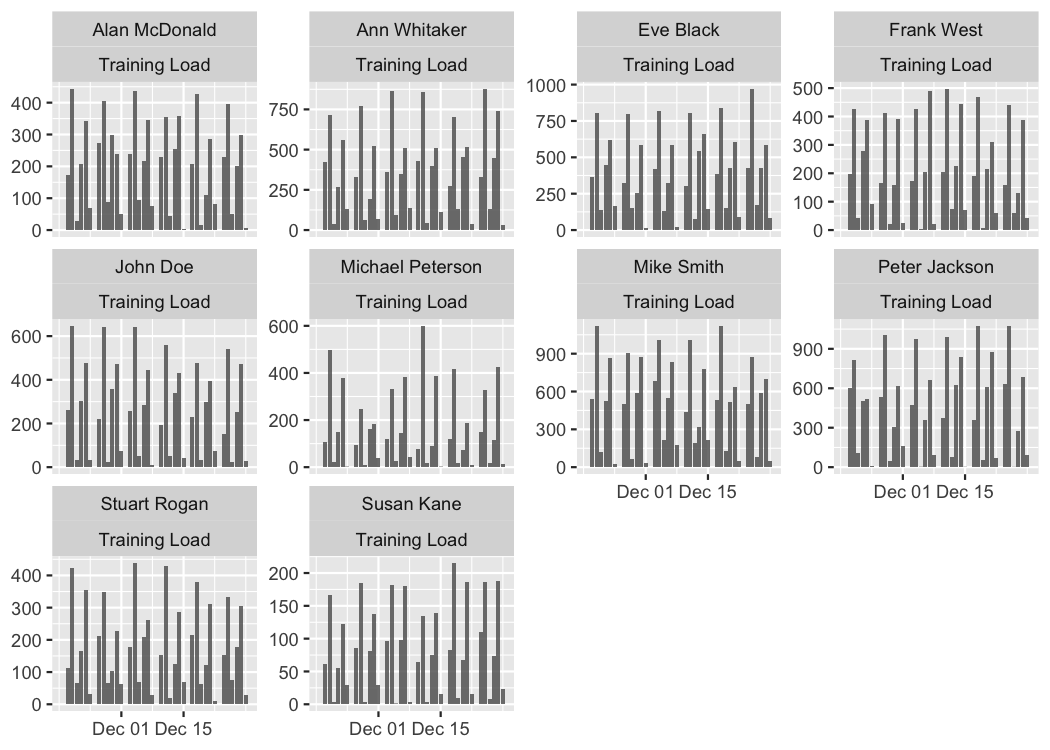 Alan McDonald Ann Whitaker Eve Black Frank West
Training Load Training Load Training Load Training Load
400 300 200 100 0
750 500 250 0
1000 750 500 250 0
500 400 300 200 100 0
John Doe Michael Peterson Mike Smith Peter Jackson
Training Load Training Load Training Load Training Load
600 400 200 0
600 400 200 0
900 600 300 0
900 600 300 0
Dec 01 Dec 15 Dec 01 Dec 15
Stuart Rogan Susan Kane
Training Load Training Load
400 300 200 100 0
200 150 100 50 0
Dec 01 Dec 15 Dec 01 Dec 15